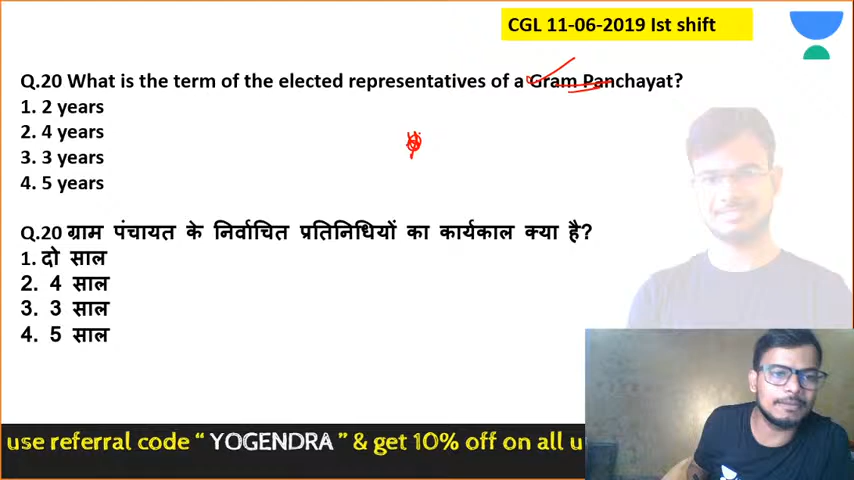 CGL 11-06-2019 Ist shift
Q.20 What is the term of the elected representatives of a Gram Panchayat?
1. 2 years
2. 4 years
3. 3 years
4. 5 years
Q.20 ग्राम पंचायत के निर्वाचित प्रतिनिधियों का कार्यकाल क्या है?
1. दो साल
2. 4 साल
3. 3 साल
4. 5 साल
use referral code “ YOGENDRA ” & get 10% off on all u